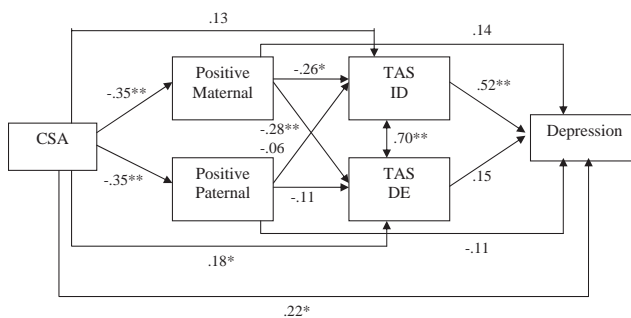 .13
.14
Positive
Maternal
-.26*
TAS
ID
-.35**
.52**
CSA
-.28**
-.06
.70**
Depression
-.35**
Positive
Paternal
-.11
TAS
DE
.15
-.11
.18*
.22*